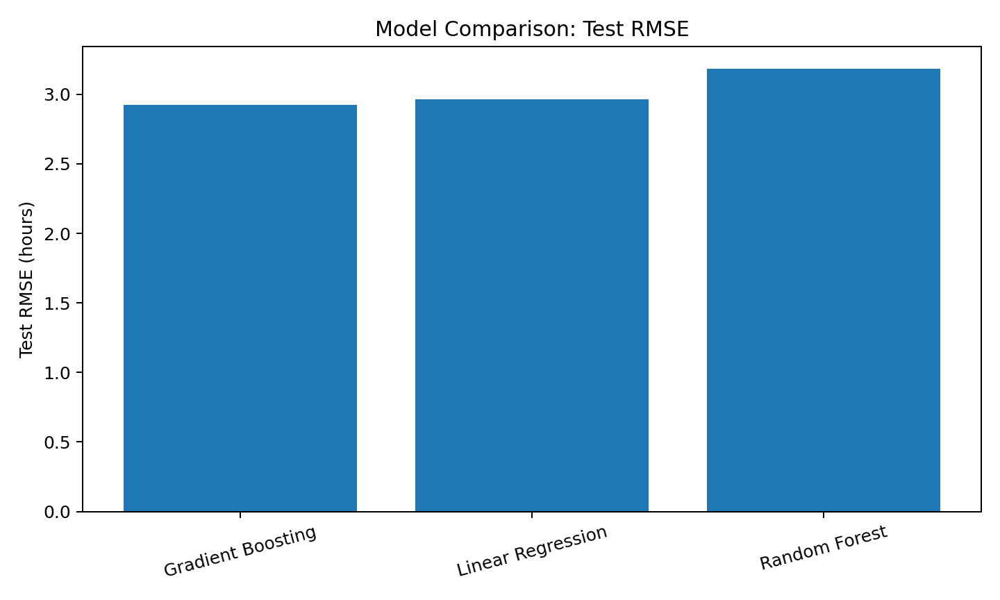 Model Comparison: Test RMSE
Test RMSE (hours)
3.0
2.5
2.0
1.5
1.0
0.5
0.0
Gradient Boosting
Linear Regression
Random Forest